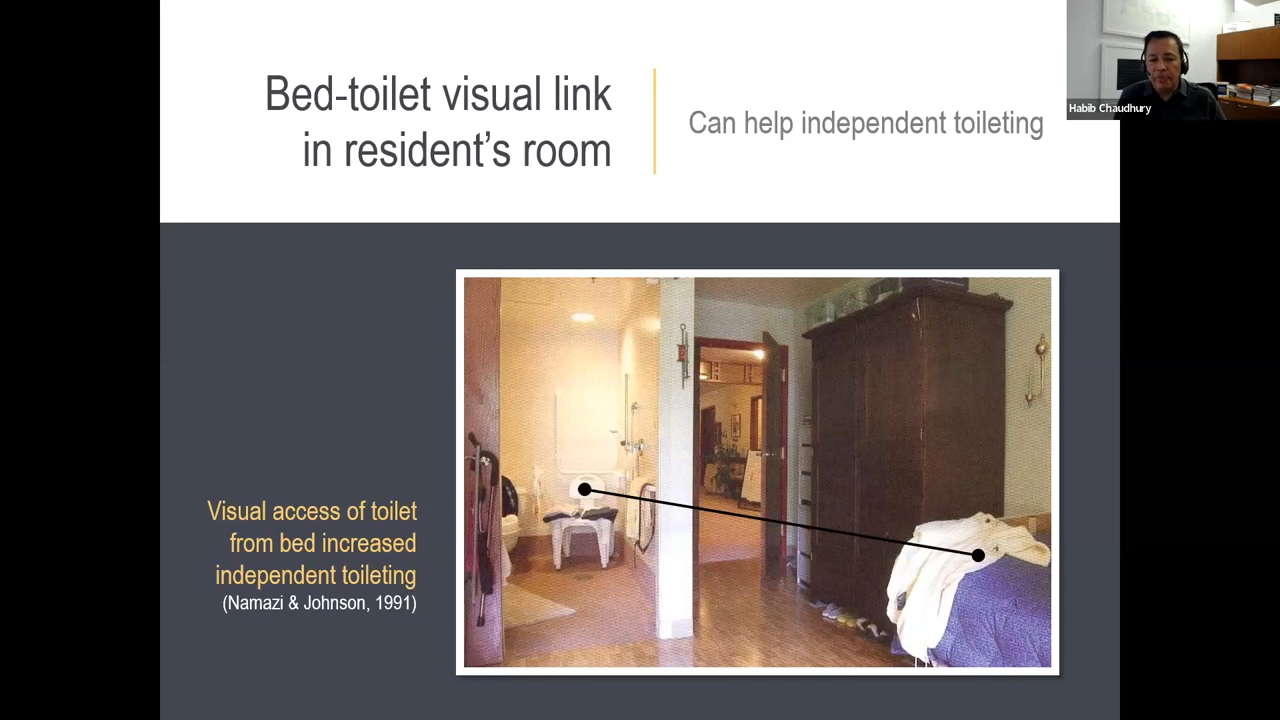 Bed-toilet visual link
in resident's room
Can help independent toileting
Habib Chaudhury
Visual access of toilet
from bed increased
independent toileting
(Namazi & Johnson, 1991)